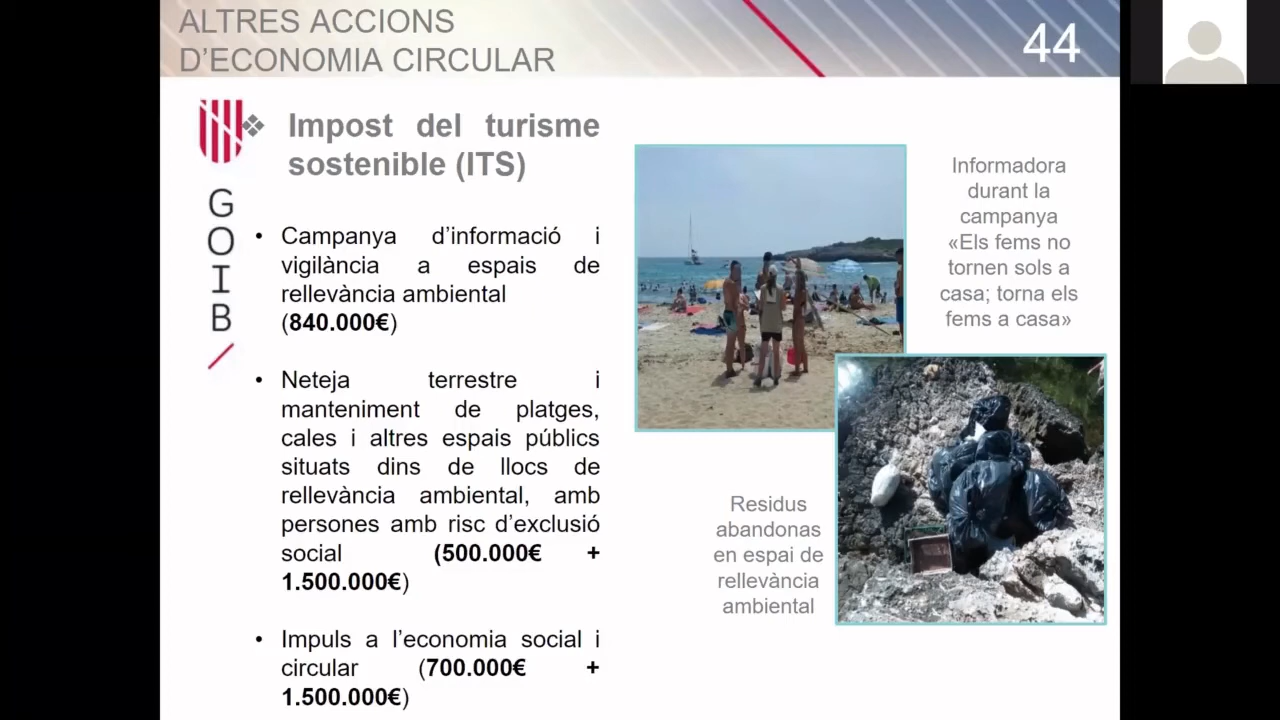 ALTRES ACCIONS
D'ECONOMIA CIRCULAR
44
❖ Impost del turisme
sostenible (ITS)
G
O
I
B
• Campanya d'informació i
vigilància a espais de
rellevància ambiental
(840.000€)
• Neteja terrestre i
manteniment de platges,
cales i altres espais públics
situats dins de llocs de
rellevància ambiental, amb
persones amb risc d'exclusió
social (500.000€ +
1.500.000€)
• Impuls a l'economia social i
circular (700.000€ +
1.500.000€)
Informadora
durant la
campanya
«Els fems no
tornen sols a
casa; torna els
fems a casa»
Residus
abandonas
en espai de
rellevància
ambiental